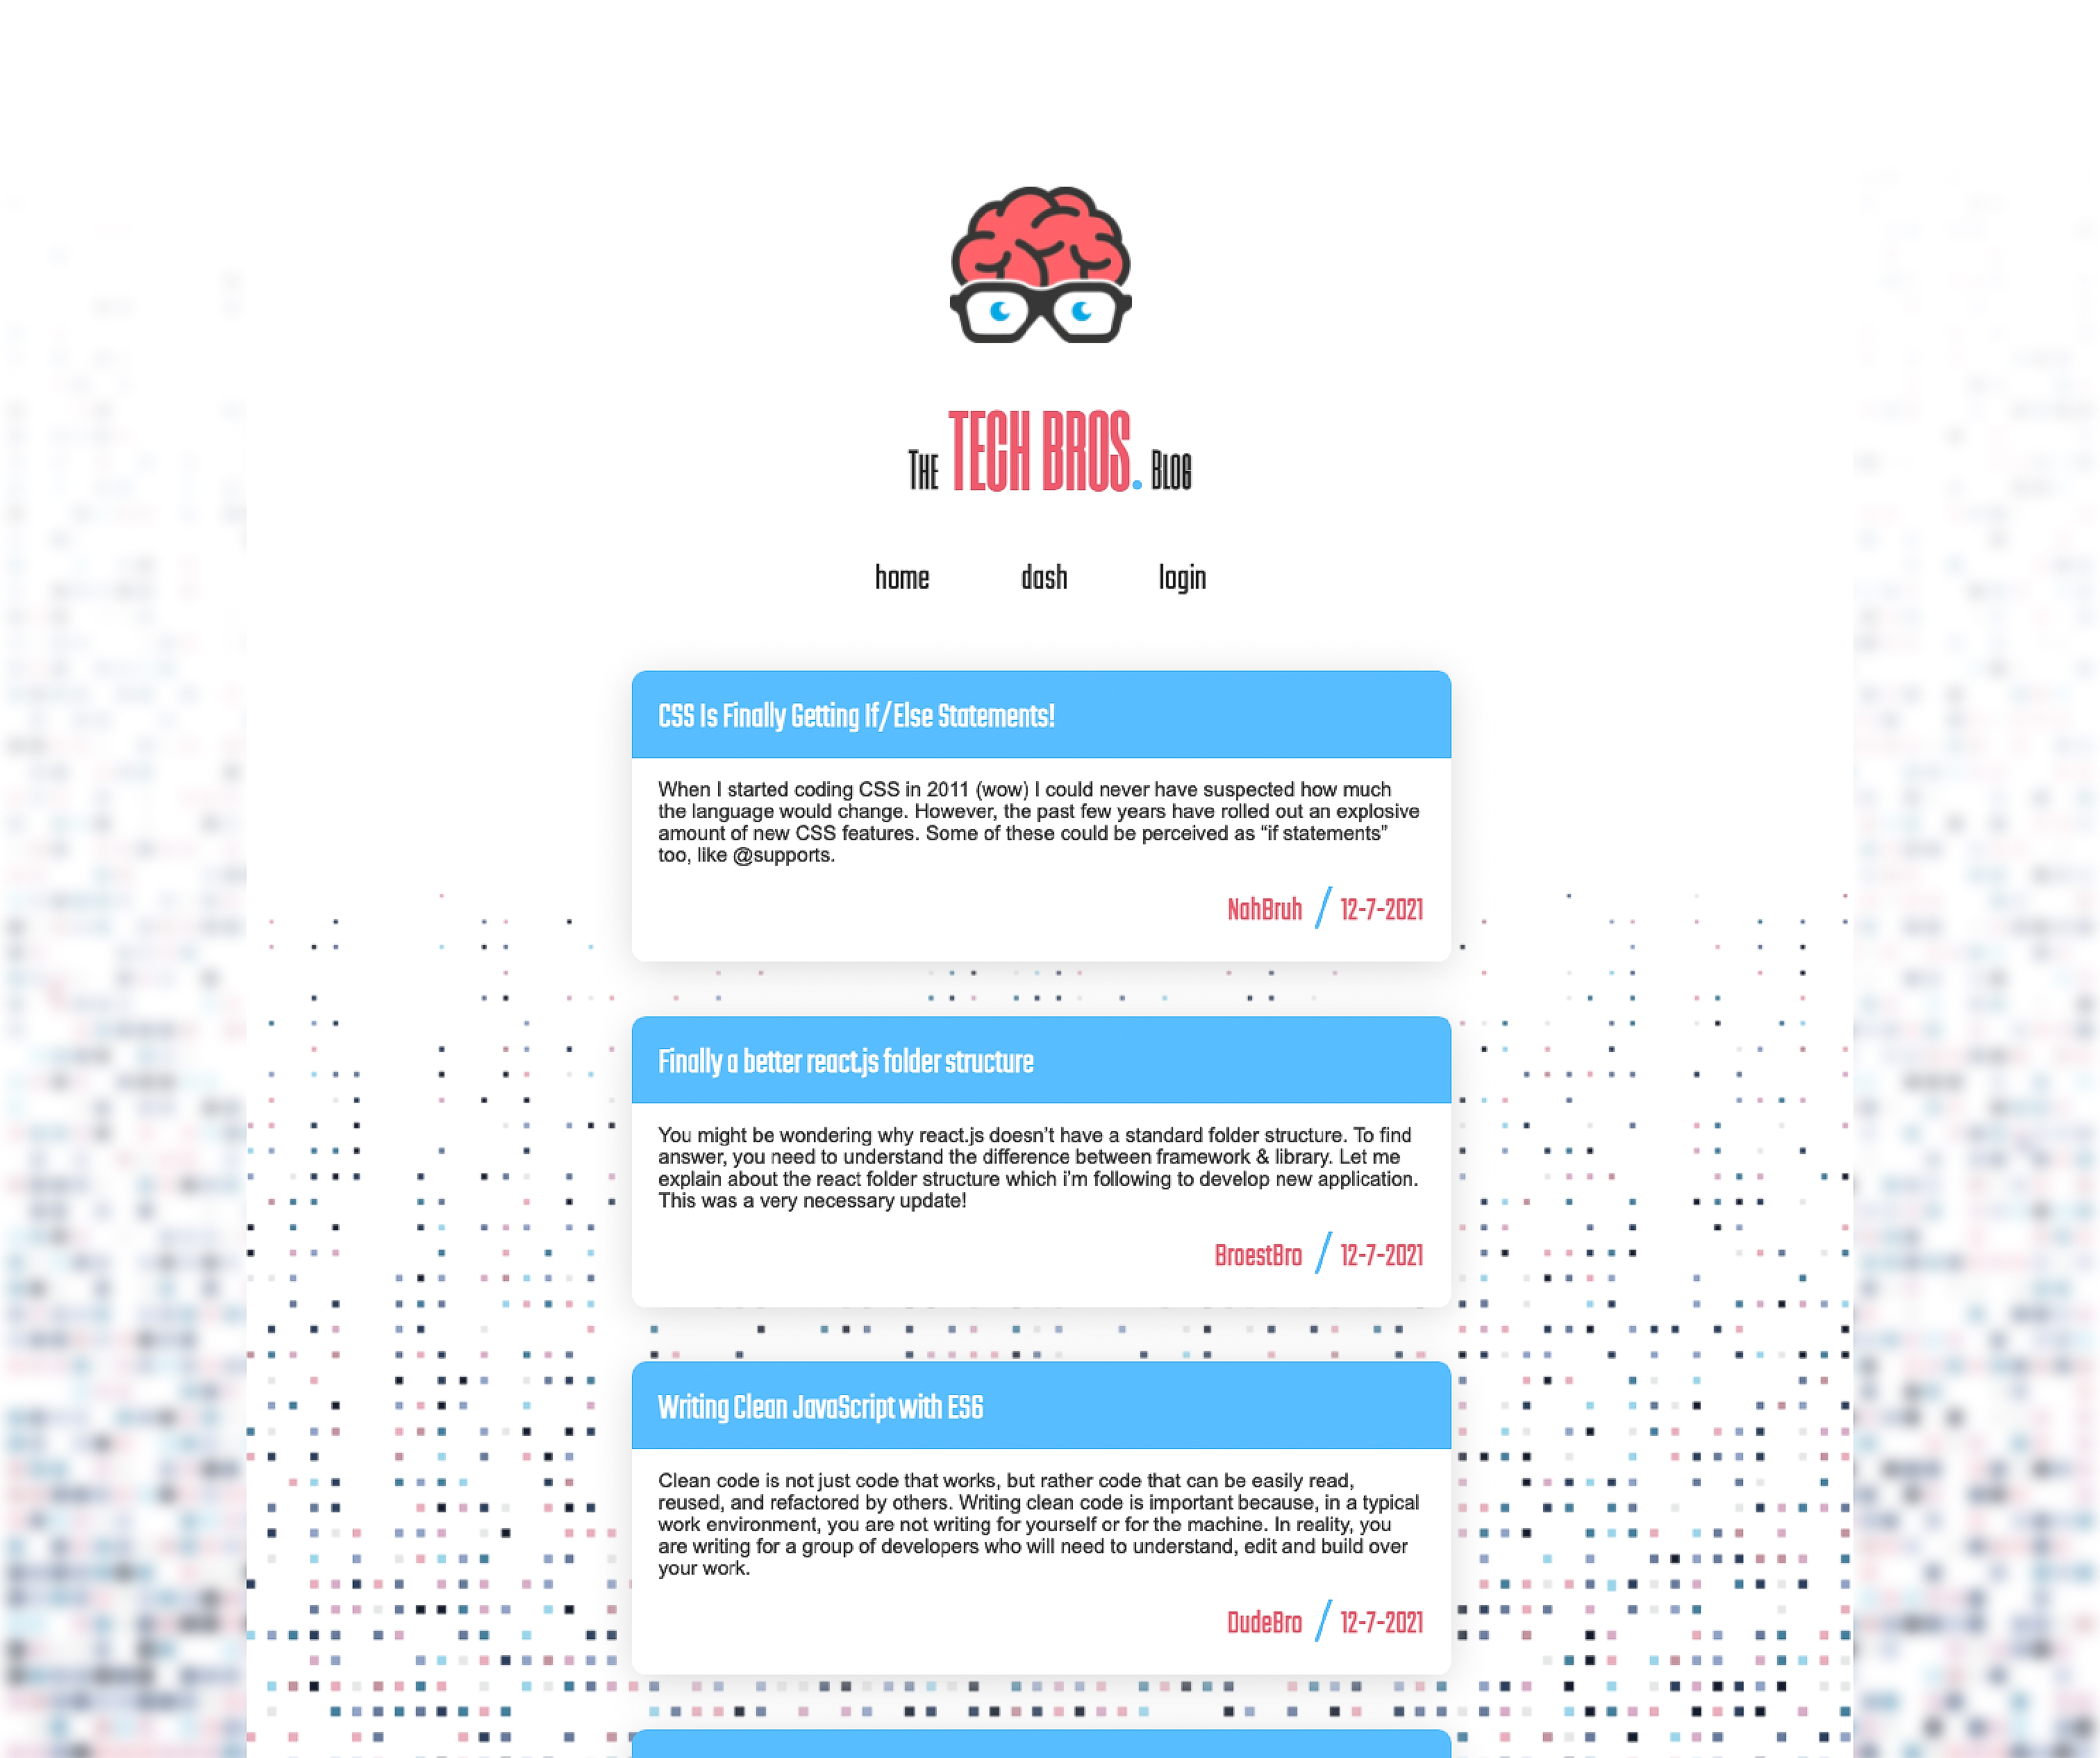 The TECH BROS. Blog
home dash login
CSS Is Finally Getting If/Else Statements!
When I started coding CSS in 2011 (wow) I could never have suspected how much
the language would change. However, the past few years have rolled out an explosive
amount of new CSS features. Some of these could be perceived as “if statements”
too, like @supports.
NahBruh / 12-7-2021
Finally a better react.js folder structure
You might be wondering why react.js doesn’t have a standard folder structure. To find
answer, you need to understand the difference between framework & library. Let me
explain about the react folder structure which i’m following to develop new application.
This was a very necessary update!
BroestBro / 12-7-2021
Writing Clean JavaScript with ES6
Clean code is not just code that works, but rather code that can be easily read,
reused, and refactored by others. Writing clean code is important because, in a typical
work environment, you are not writing for yourself or for the machine. In reality, you
are writing for a group of developers who will need to understand, edit and build over
your work.
DudeBro / 12-7-2021